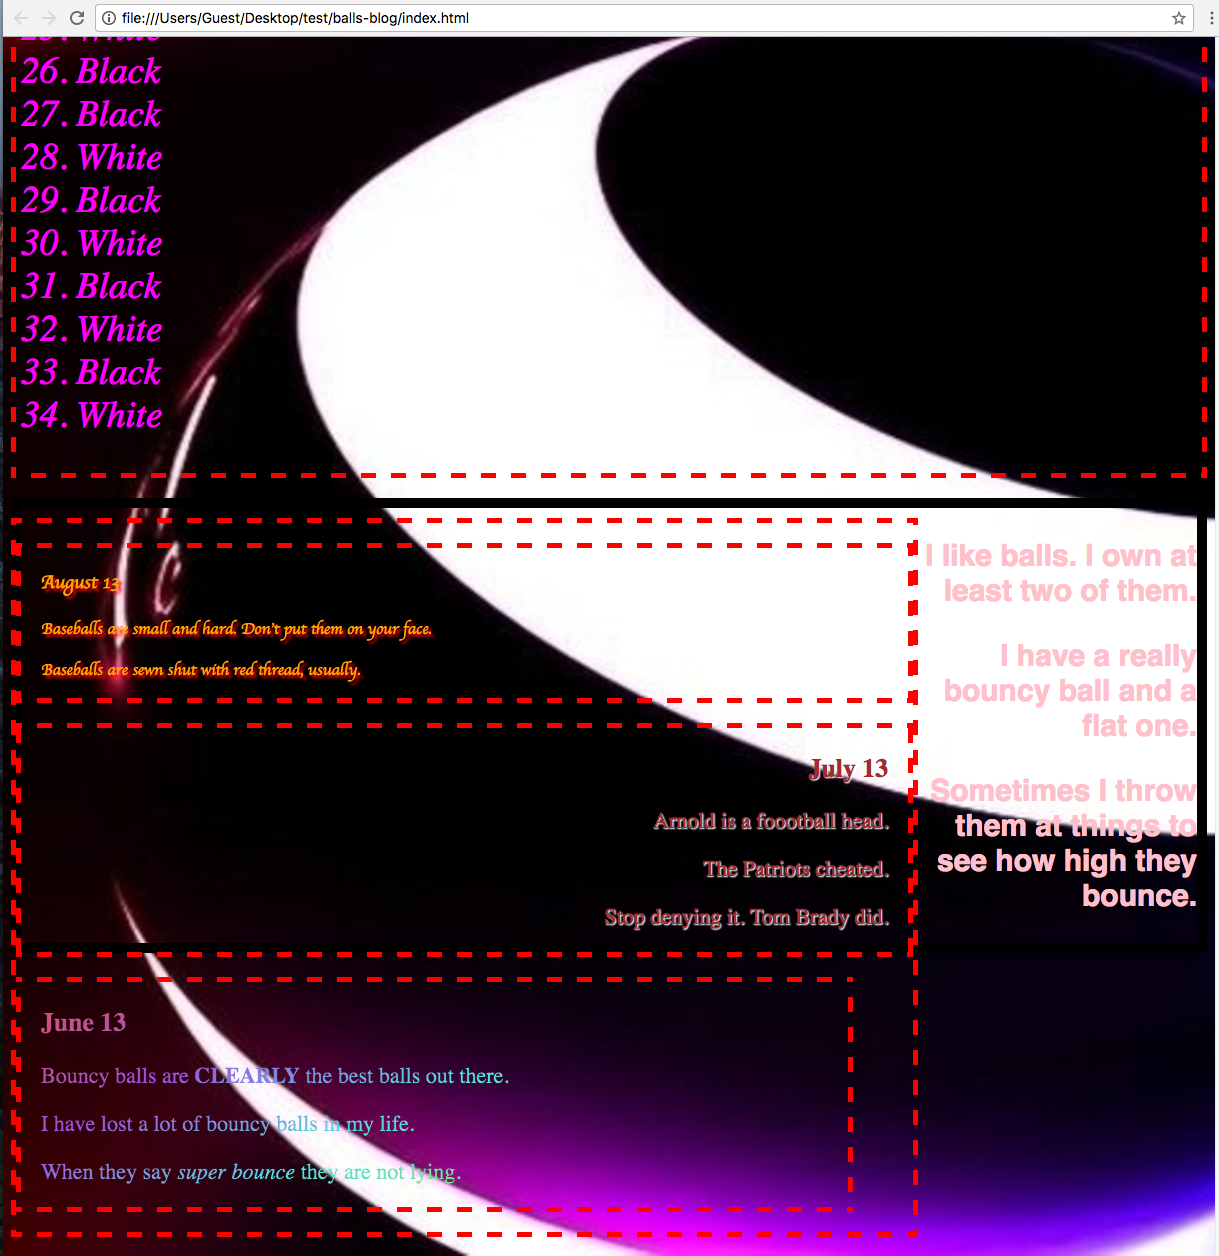 file:///Users/Guest/Desktop/test/balls-blog/index.html
25. White
26. Black
27. Black
28. White
29. Black
30. White
31. Black
32. White
33. Black
34. White
August 13
Baseballs are small and hard. Don't put them on your face.
Baseballs are sewn shut with red thread, usually.
July 13
Arnold is a foootball head.
The Patriots cheated.
Stop denying it. Tom Brady did.
June 13
Bouncy balls are CLEARLY the best balls out there.
I have lost a lot of bouncy balls in my life.
When they say super bounce they are not lying.
I like balls. I own at
least two of them.
I have a really
bouncy ball and a
flat one.
Sometimes I throw
them at things to
see how high they
bounce.